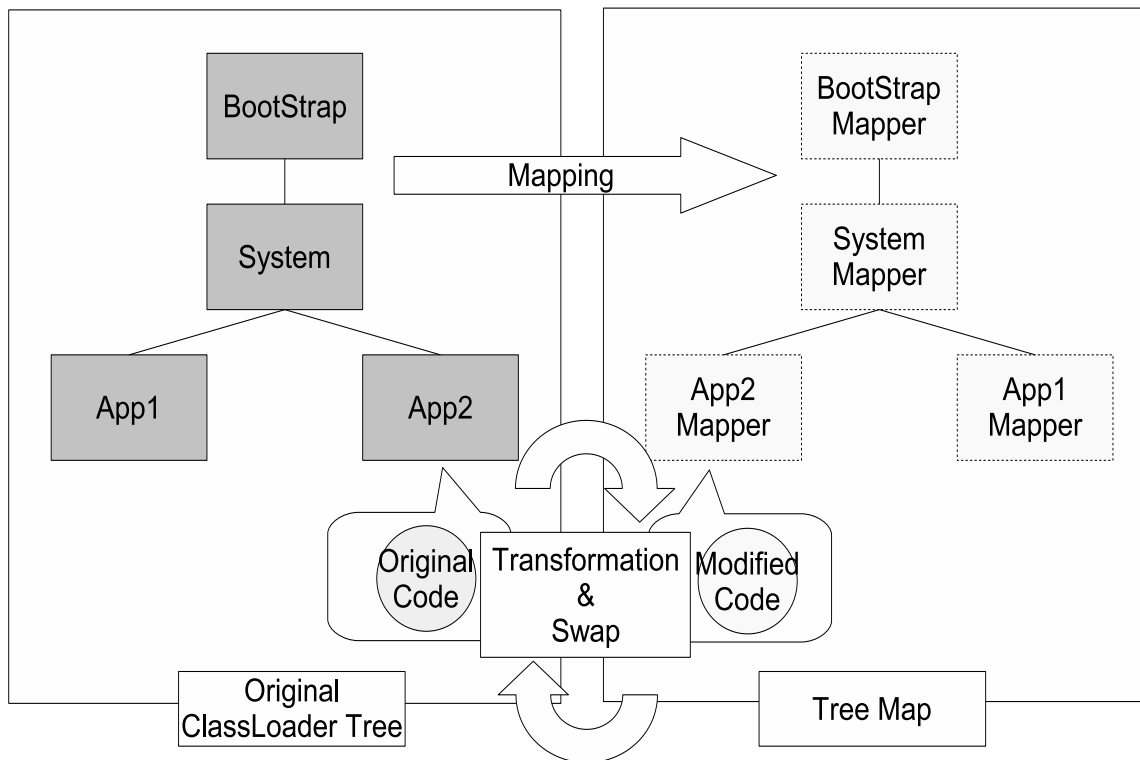 BootStrap
System
App1
App2
Mapping
BootStrap
Mapper
System
Mapper
App2
Mapper
App1
Mapper
Original
Code
Transformation
&
Swap
Modified
Code
Original
ClassLoader Tree
Tree Map